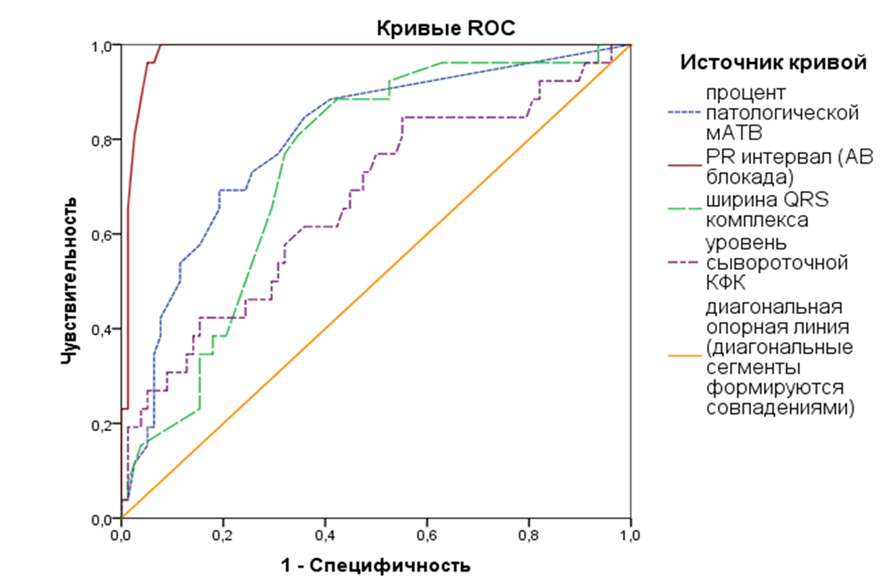 Кривые ROC
Чувствительность
1,0
0,8
0,6
0,4
0,2
0,0
0,0
0,2
0,4
0,6
0,8
1,0
1 - Специфичность
Источник кривой
процент
патологической
мАТВ
PR интервал (АВ
блокада)
ширина QRS
комплекса
уровень
сывороточной
КФК
диагональная
опорная линия
(диагональные
сегменты
формируются
совпадениями)